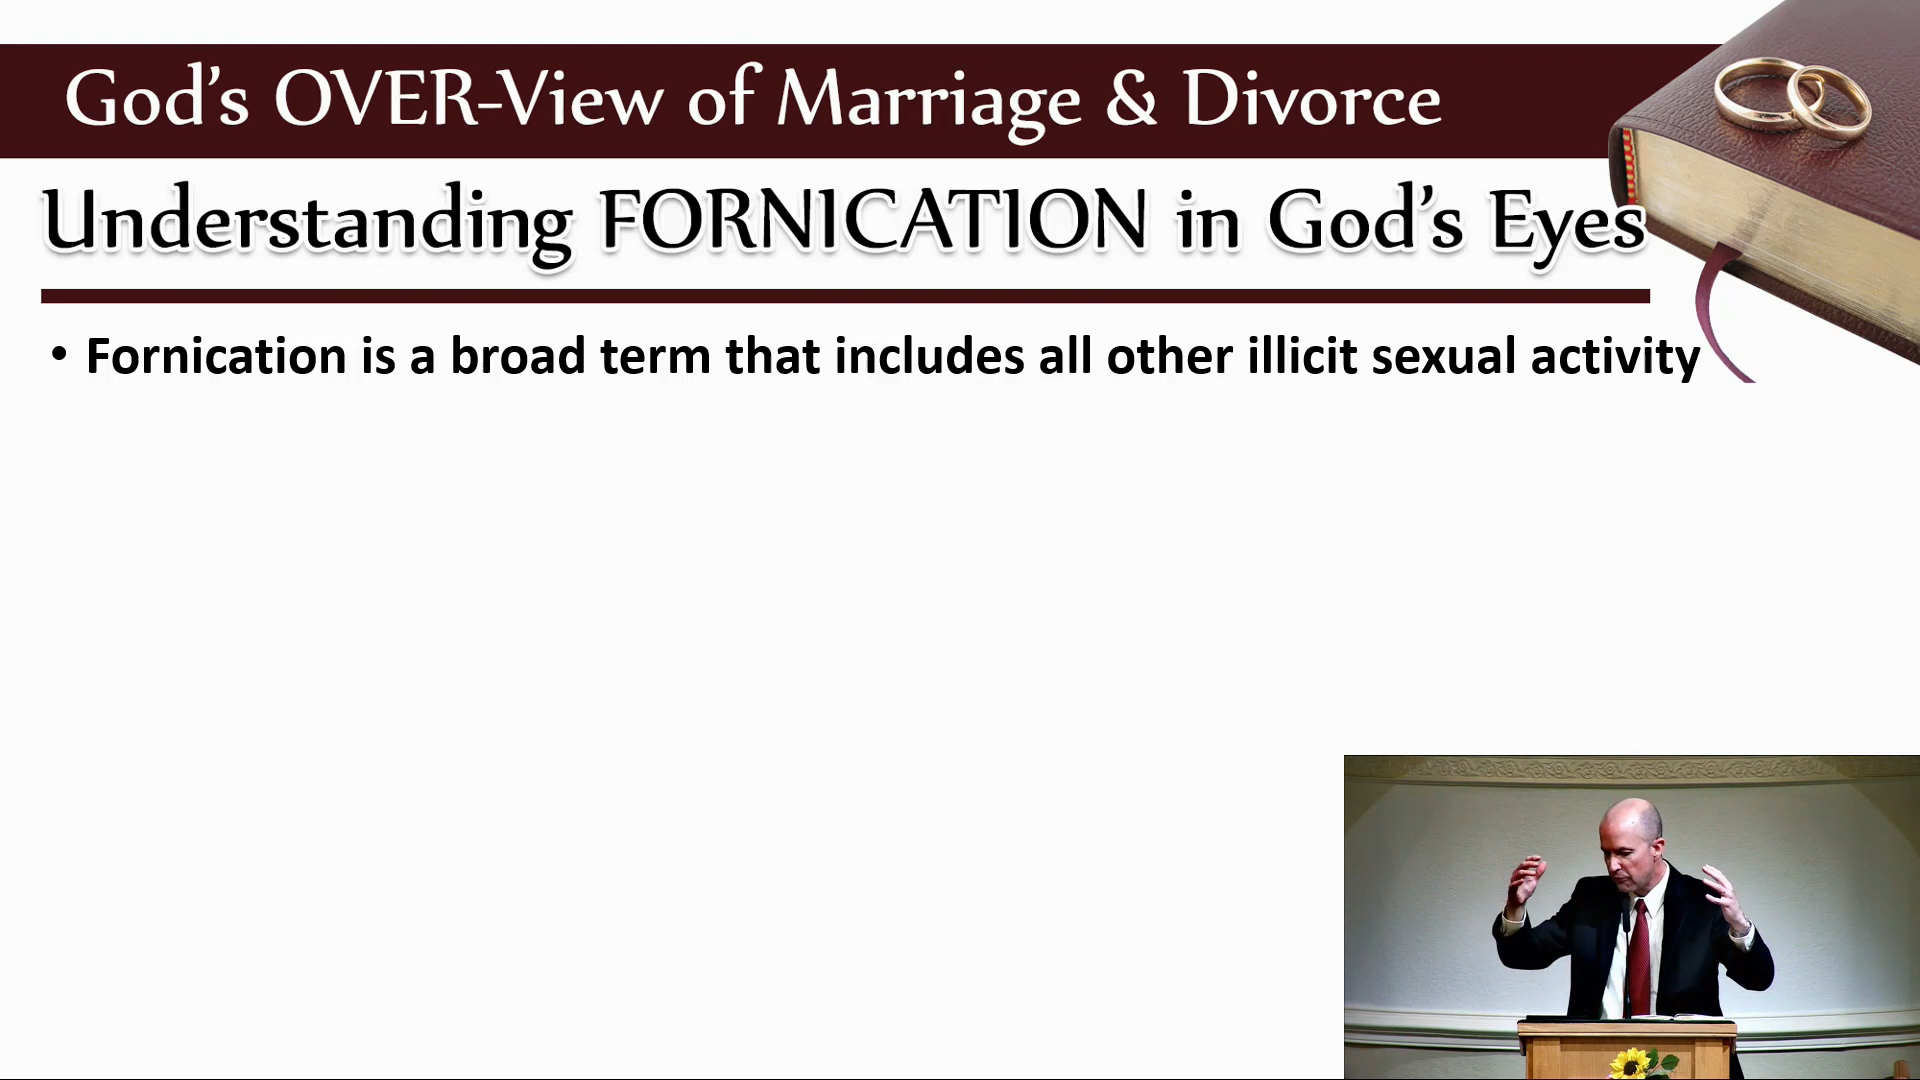 God's OVER-View of Marriage & Divorce
Understanding FORNICATION in God's Eyes
• Fornication is a broad term that includes all other illicit sexual activity